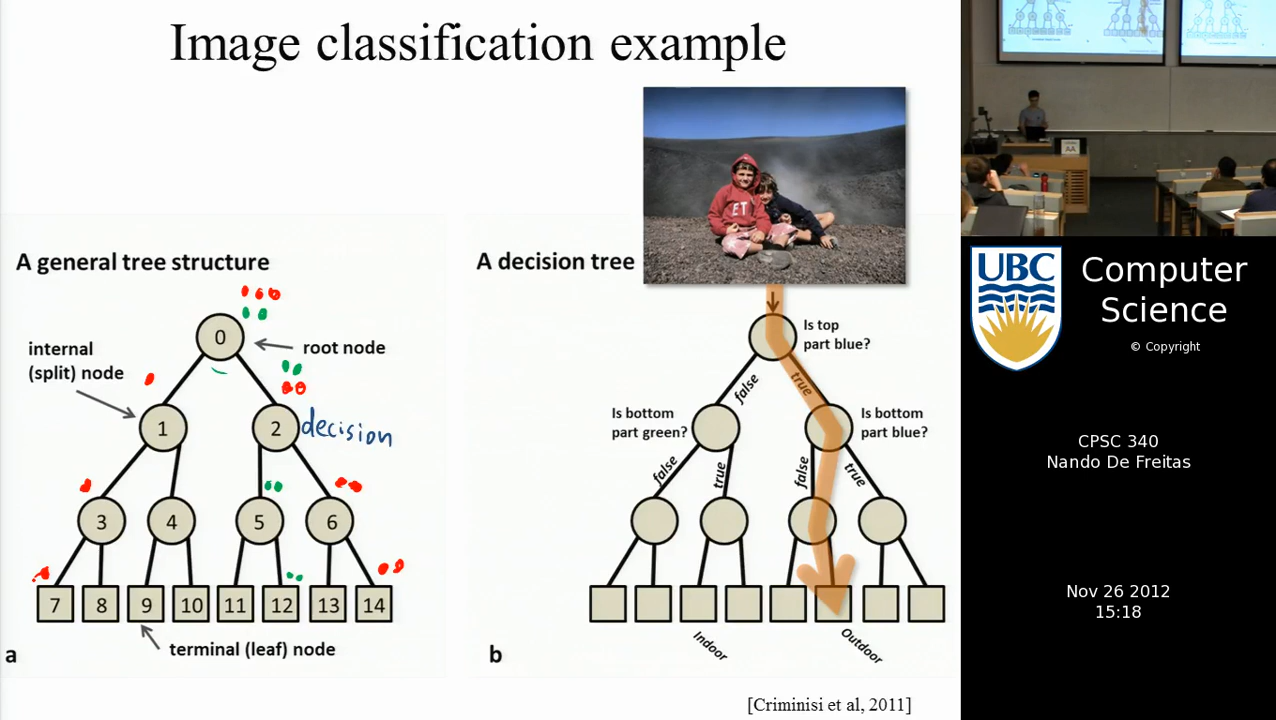 Image classification example
A general tree structure
A decision tree
ET
internal
(split) node
0
root node
1
2
decision
3
4
5
6
7
8
9
10
11
12
13
14
terminal (leaf) node
a
Is top
part blue?
false
true
Is bottom
part green?
Is bottom
part blue?
false
true
false
true
Indoor
Outdoor
b
[Criminisi et al, 2011]
AA
UBC
Computer
Science
© Copyright
CPSC 340
Nando De Freitas
Nov 26 2012
15:18